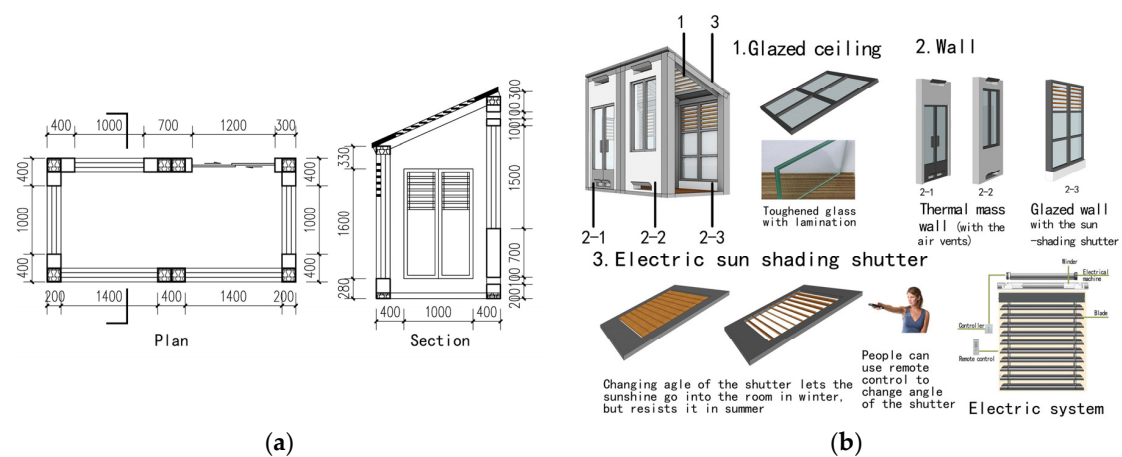 400
1000
700
1200
300
400
1000
400
400
1000
400
200
1400
400
1400
200
Plan
330
1600
280
300
100
100
1500
700
100
200
400
1000
400
Section
(a)
1 3
1.Glazed ceiling
2.Wall
Toughened glass
with lamination
2-1
2-2
2-3
Thermal mass
wall (with the
air vents)
Glazed wall
with the sun
-shading shutter
2-1 2-2 2-3
3. Electric sun shading shutter
Changing agle of the shutter lets the
sunshine go into the room in winter,
but resists it in summer
People can
use remote
control to
change angle
of the shutter
Winder
Electrical
machine
Controller
Blade
Remote control
Electric system
(b)